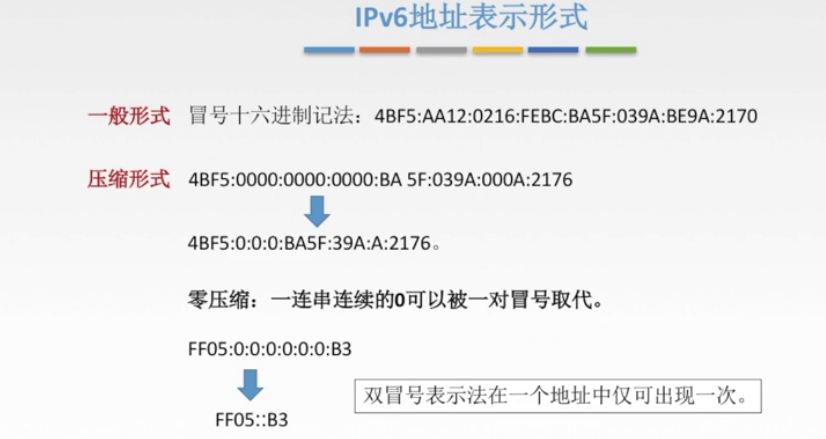 IPv6地址表示形式
一般形式 冒号十六进制记法：4BF5:AA12:0216:FEBC:BA5F:039A:BE9A:2170
压缩形式 4BF5:0000:0000:0000:BA 5F:039A:000A:2176
4BF5:0:0:0:BA5F:39A:A:2176。
零压缩：一连串连续的0可以被一对冒号取代。
FF05:0:0:0:0:0:0:B3
双冒号表示法在一个地址中仅可出现一次。
FF05::B3